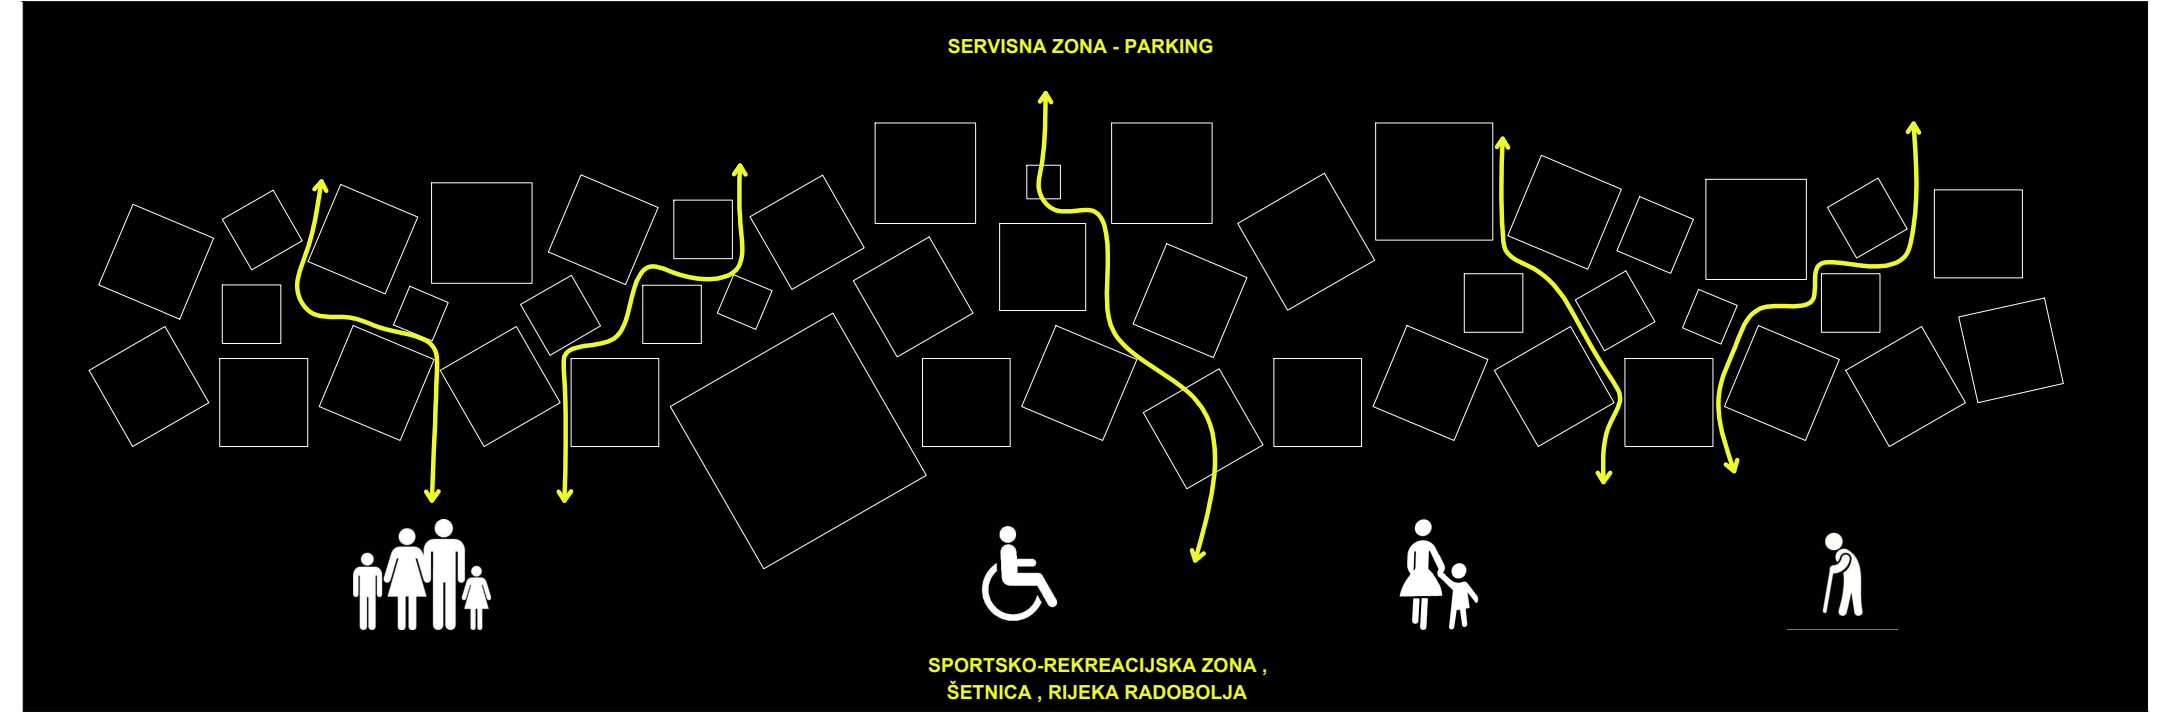 SERVISNA ZONA - PARKING
SPORTSKO-REKREACIJSKA ZONA ,
ŠETNICA , RIJEKA RADOBOLJA